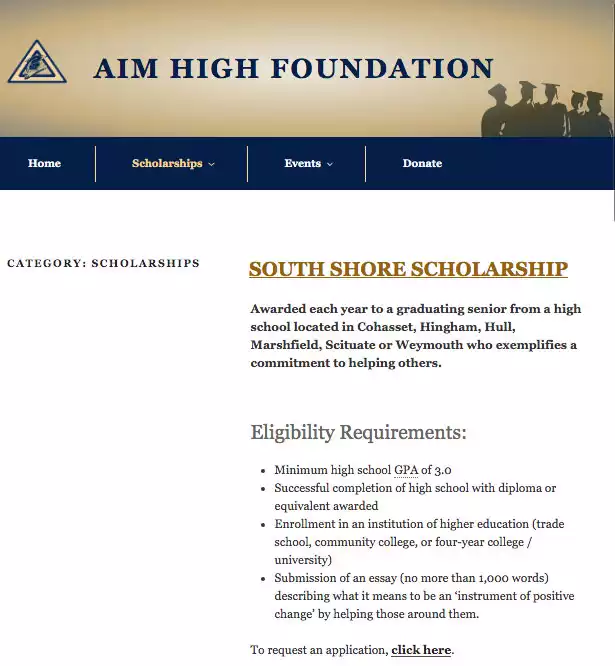 AIM HIGH FOUNDATION
Home
Scholarships
Events
Donate
CATEGORY: SCHOLARSHIPS
SOUTH SHORE SCHOLARSHIP
Awarded each year to a graduating senior from a high
school located in Cohasset, Hingham, Hull,
Marshfield, Scituate or Weymouth who exemplifies a
commitment to helping others.
Eligibility Requirements:
• Minimum high school GPA of 3.0
• Successful completion of high school with diploma or
equivalent awarded
• Enrollment in an institution of higher education (trade
school, community college, or four-year college /
university)
• Submission of an essay (no more than 1,000 words)
describing what it means to be an ‘instrument of positive
change’ by helping those around them.
To request an application, click here.